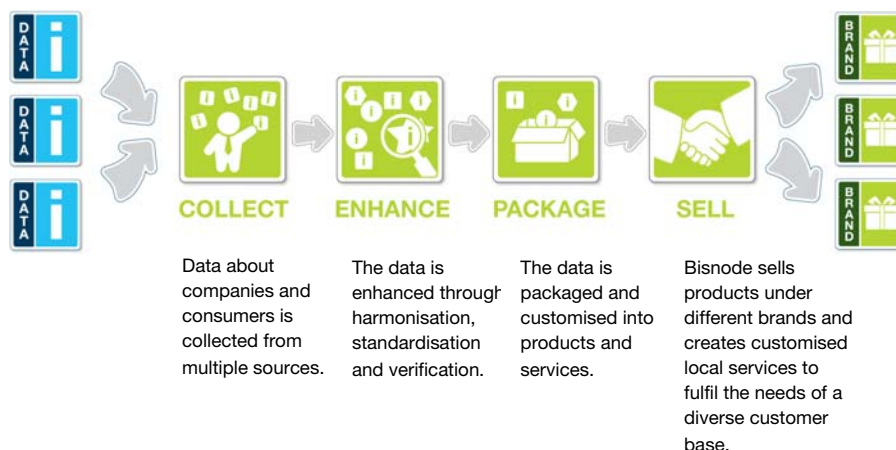 DATA
DATA
DATA
BRAND
BRAND
BRAND
COLLECT
ENHANCE
PACKAGE
SELL
Data about
companies and
consumers is
collected from
multiple sources.
The data is
enhanced through
harmonisation,
standardisation
and verification.
The data is
packaged and
customised into
products and
services.
Bisnode sells
products under
different brands and
creates customised
local services to
fulfil the needs of a
diverse customer
base.